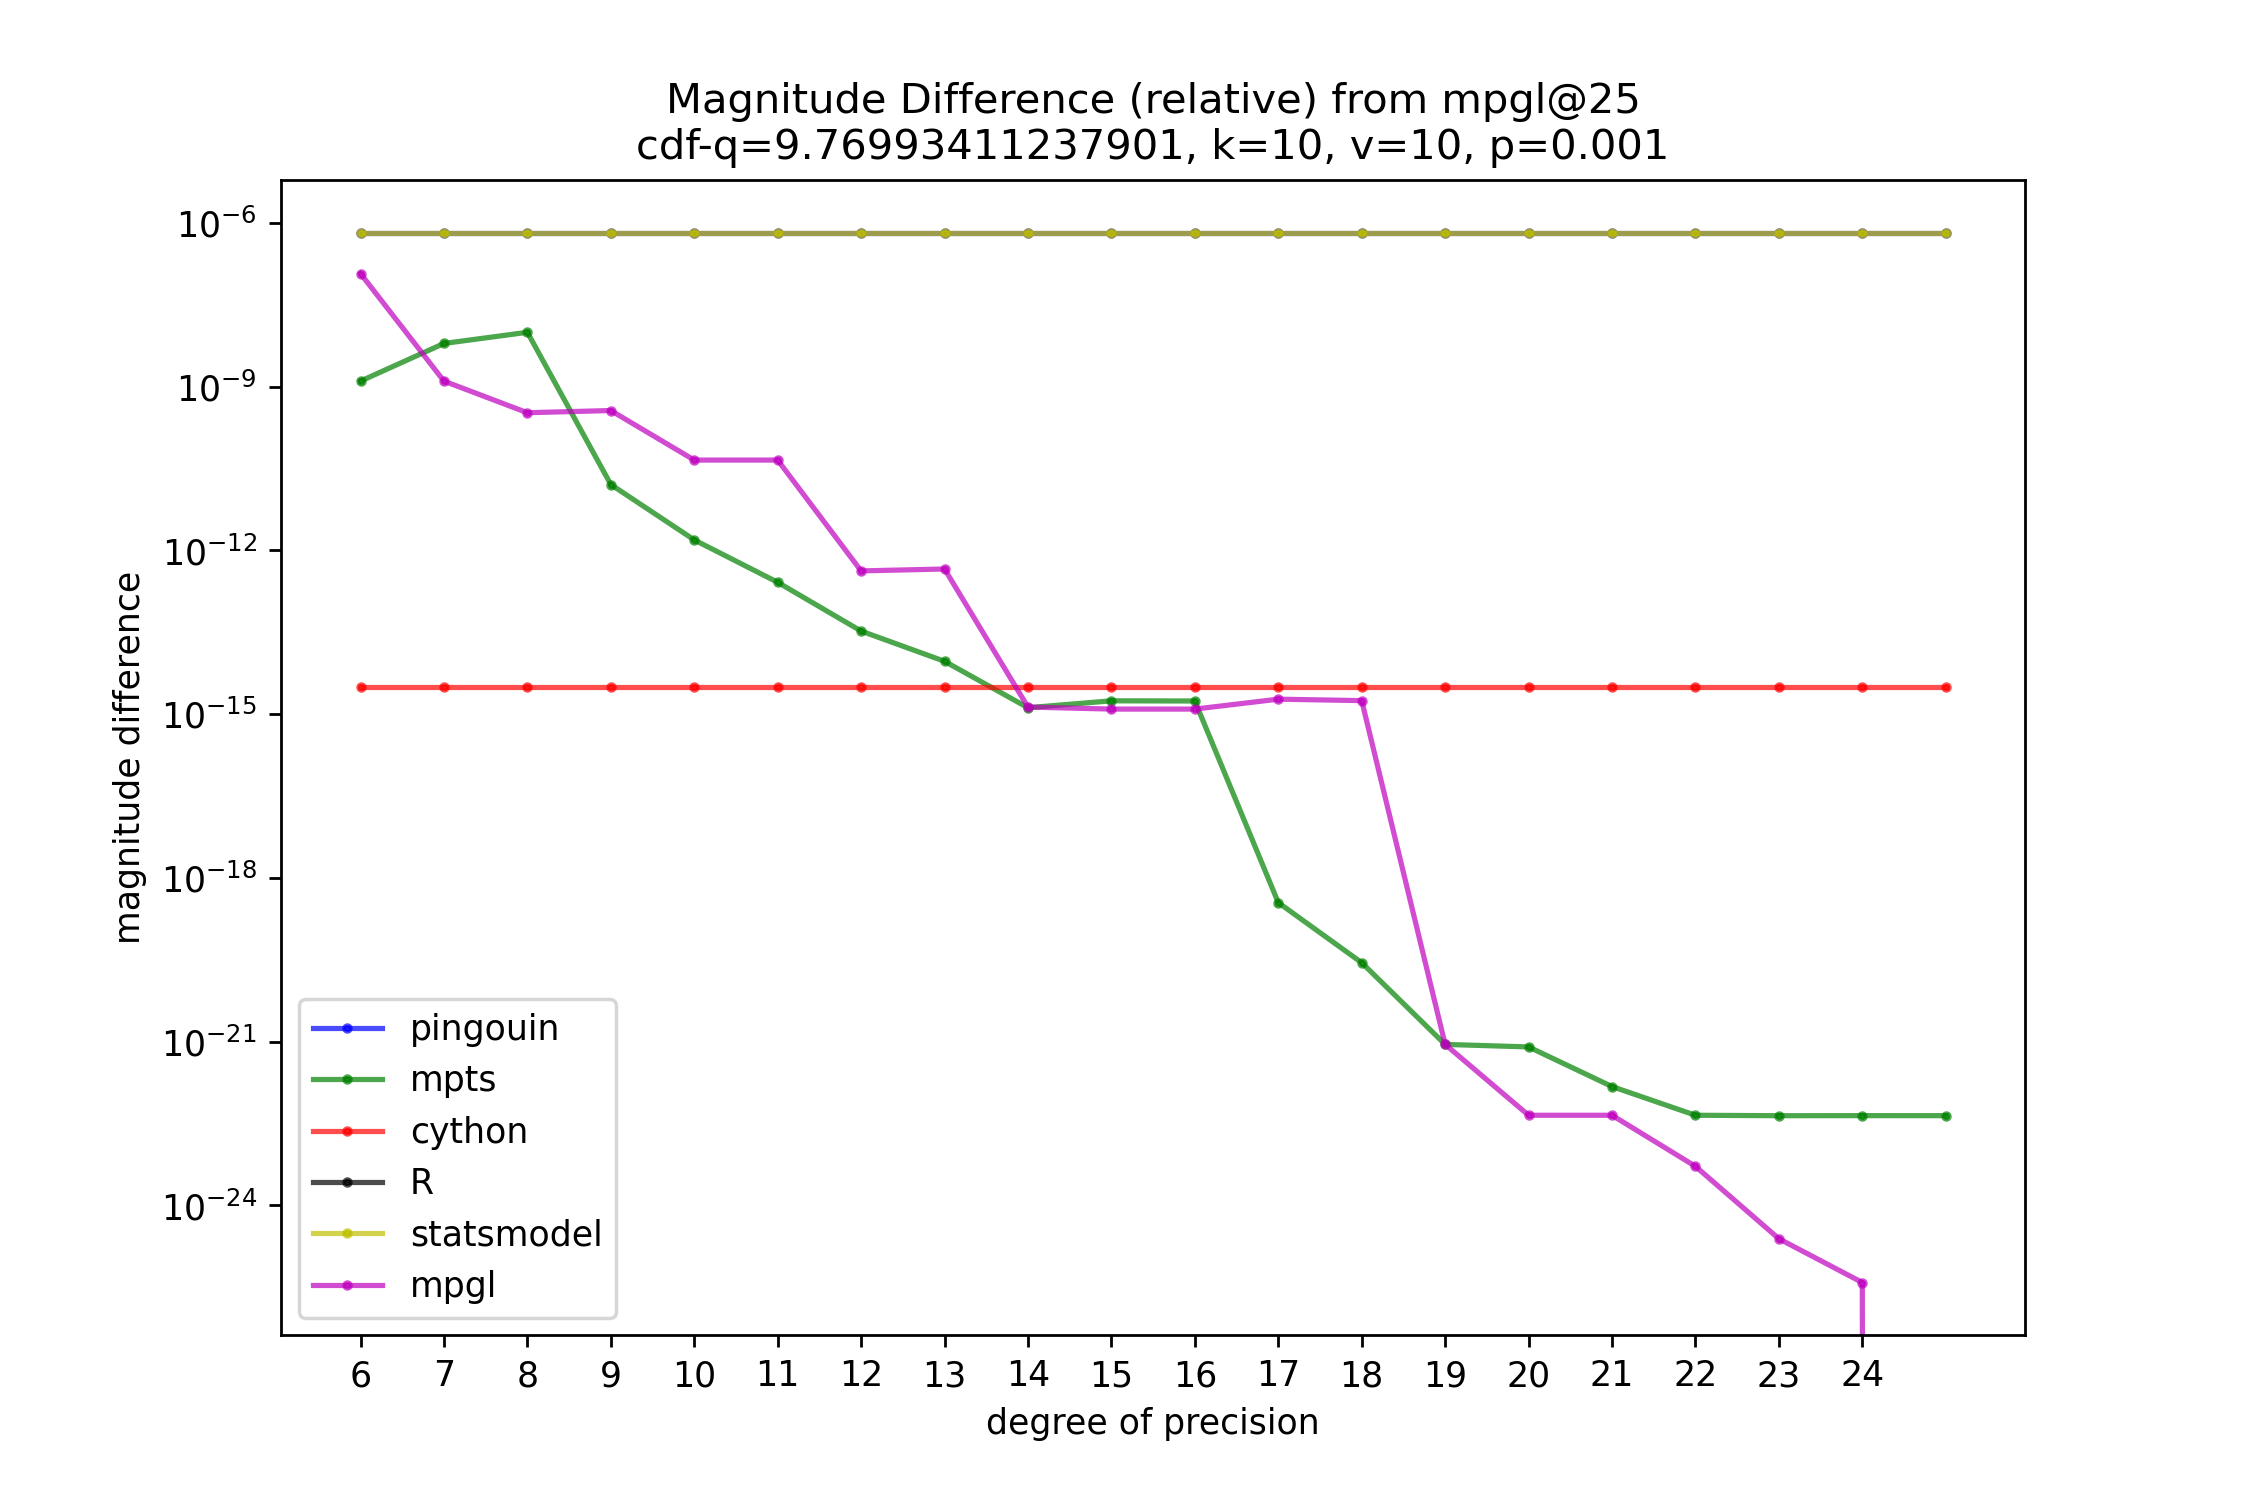 Magnitude Difference (relative) from mpgl@25
cdf-q=9.76993411237901, k=10, v=10, p=0.001
magnitude difference
10⁻⁶
10⁻⁹
10⁻¹²
10⁻¹⁵
10⁻¹⁸
10⁻²¹
10⁻²⁴
pingouin
mpts
cython
R
statsmodel
mpgl
6 7 8 9 10 11 12 13 14 15 16 17 18 19 20 21 22 23 24
degree of precision